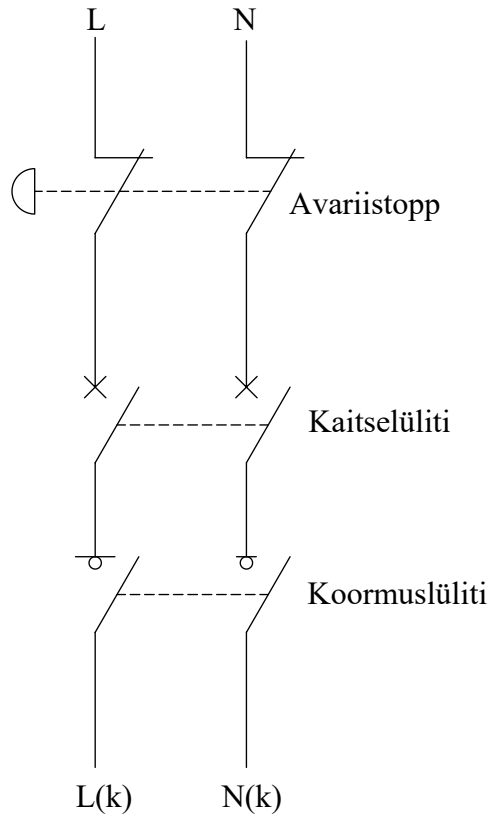 L N
Avariistopp
Kaitselüliti
Koormuslüliti
L(k) N(k)